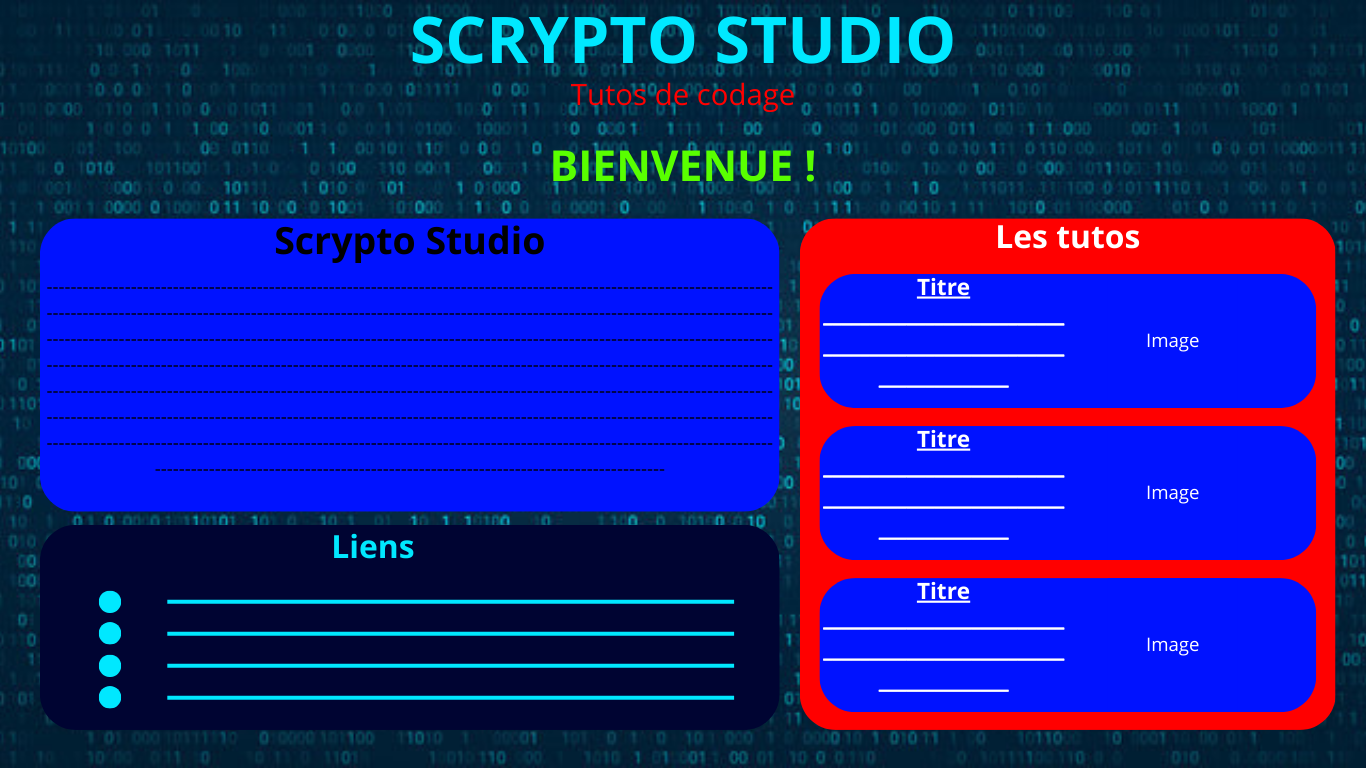 SCRYPTO STUDIO
Tutos de codage
BIENVENUE !
Scrypto Studio
Liens
Les tutos
Titre
Image
Titre
Image
Titre
Image